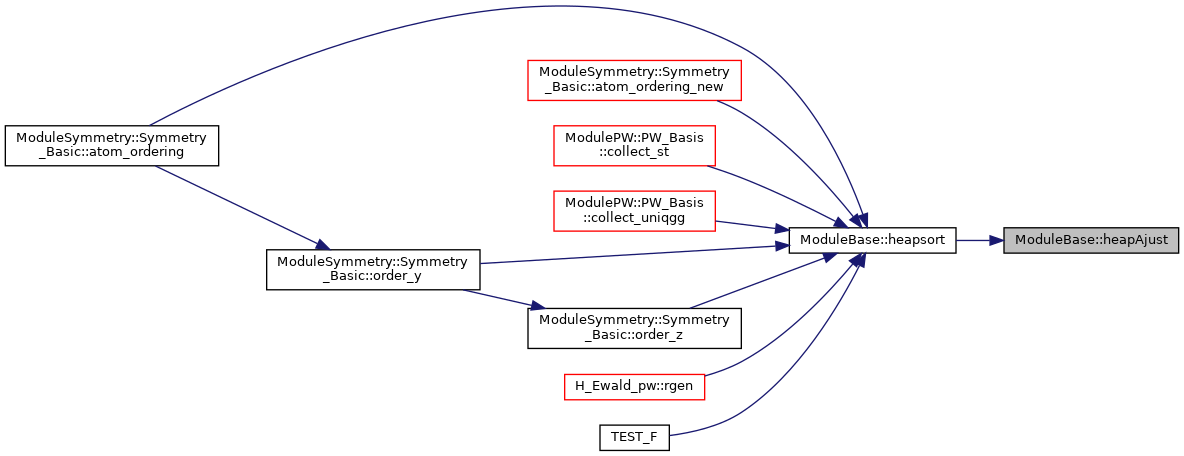 ModuleSymmetry::Symmetry
_Basic::atom_ordering
ModuleSymmetry::Symmetry
_Basic::order_y
ModuleSymmetry::Symmetry
_Basic::atom_ordering_new
ModulePW::PW_Basis
::collect_st
ModulePW::PW_Basis
::collect_uniqgg
ModuleSymmetry::Symmetry
_Basic::order_z
H_Ewald_pw::rgen
TEST_F
ModuleBase::heapsort
ModuleBase::heapAjust